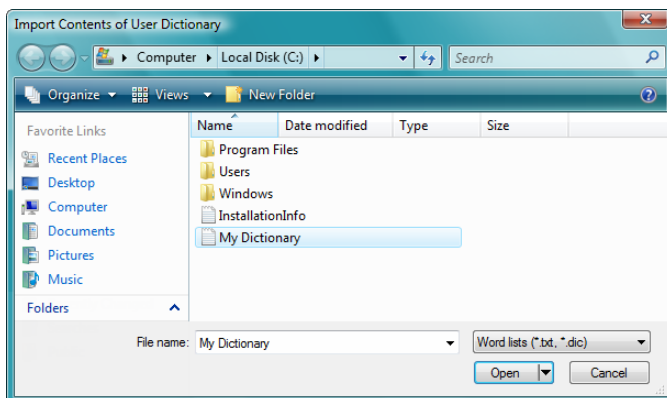 Import Contents of User Dictionary
Computer Local Disk (C:) Search
Organize Views New Folder
Favorite Links
Recent Places
Desktop
Computer
Documents
Pictures
Music
Folders
Name Date modified Type Size
Program Files
Users
Windows
InstallationInfo
My Dictionary
File name: My Dictionary Word lists (*.txt, *.dic)
Open Cancel